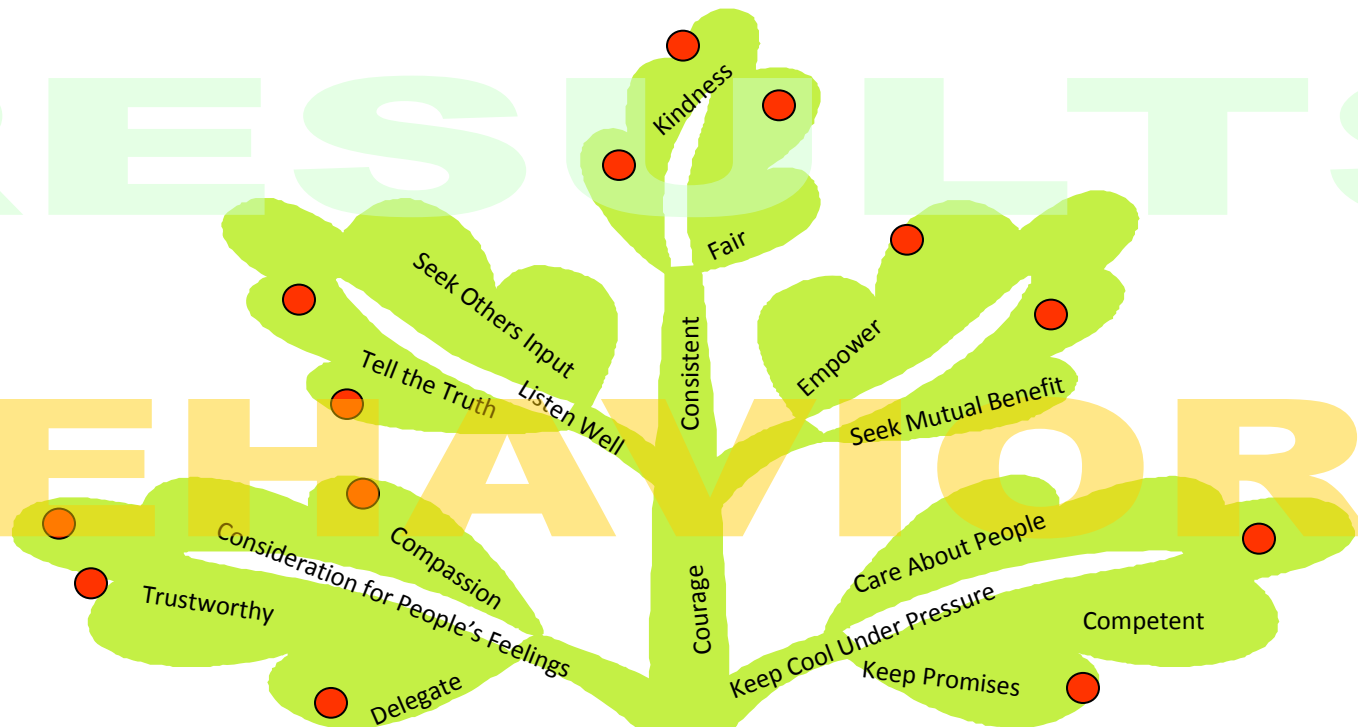 RESULTS
Kindness
Fair
Seek Others Input
Tell the Truth
Listen Well
Consistent
Empower
Seek Mutual Benefit
EHAVIOR
Consideration for People's Feelings
Compassion
Trustworthy
Delegate
Courage
Care About People
Keep Cool Under Pressure
Competent
Keep Promises